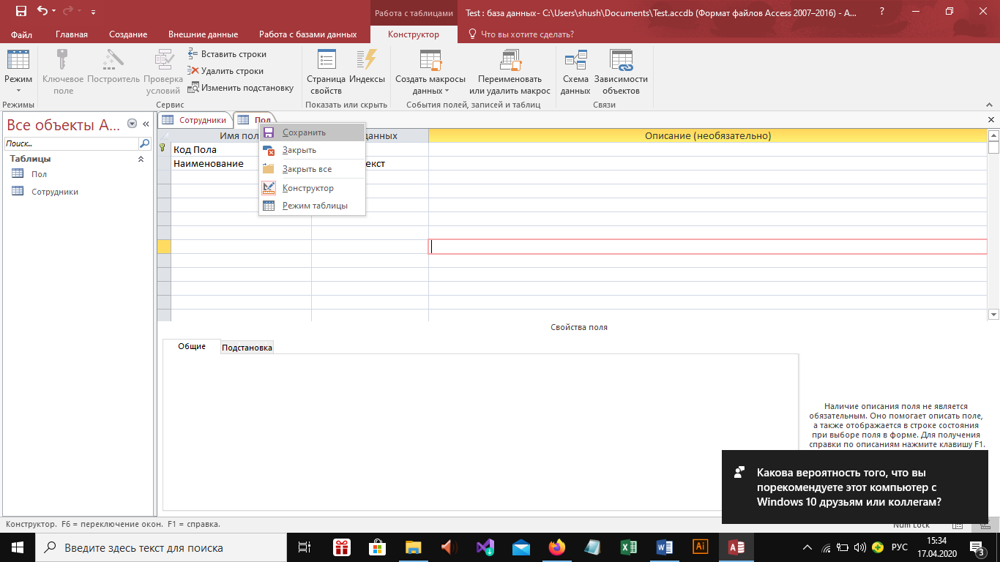 Работа с таблицами
Test : база данных- C:\Users\shush\Documents\Test.accdb (Формат файлов Access 2007–2016) - A...
?
Файл
Главная
Создание
Внешние данные
Работа с базами данных
Конструктор
Что вы хотите сделать?
Режим
Ключевое
поле
Построитель
Проверка
условий
Вставить строки
Удалить строки
Изменить подстановку
Страница
свойств
Индексы
Создать макросы
данных
Переименовать
или удалить макрос
Схема
данных
Зависимости
объектов
Режимы
Сервис
Показать или скрыть
События полей, записей и таблиц
Связи
Все объекты A...
Поиск...
Таблицы
Пол
Сотрудники
Сотрудники
Пол
Имя пол
данных
Описание (необязательно)
Код Пола
Наименование
екст
Сохранить
Закрыть
Закрыть все
Конструктор
Режим таблицы
Свойства поля
Общие
Подстановка
Наличие описания поля не является
обязательным. Оно помогает описать поле,
а также отображается в строке состояния
при выборе поля в форме. Для получения
справки по описаниям нажмите клавишу F1.
Какова вероятность того, что вы
порекомендуете этот компьютер с
Windows 10 друзьям или коллегам?
Конструктор. F6 = переключение окон. F1 = справка.
Num Lock
Введите здесь текст для поиска
Ai
РУС
15:34
17.04.2020
3